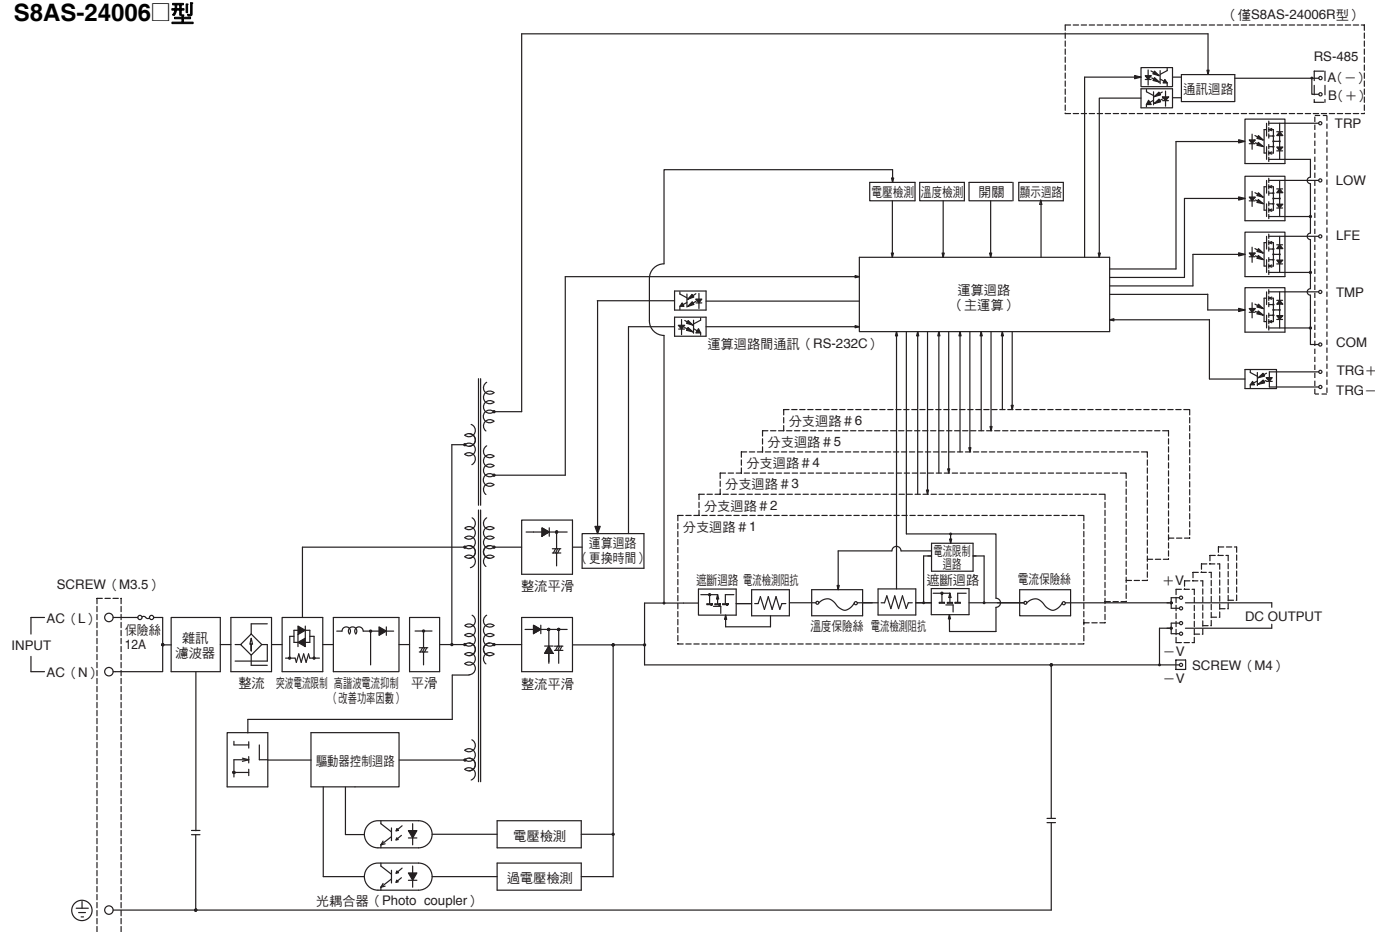 S8AS-24006□型
（僅S8AS-24006R型）
RS-485
A(－)
B(＋)
通訊迴路
TRP
LOW
LFE
TMP
COM
TRG＋
TRG－
電壓檢測
溫度檢測
開關
顯示迴路
運算迴路
（主運算）
運算迴路間通訊（RS-232C）
分支迴路＃6
分支迴路＃5
分支迴路＃4
分支迴路＃3
分支迴路＃2
分支迴路＃1
運算迴路
（更換時間）
整流平滑
電流限制
迴路
遮斷迴路
電流檢測阻抗
遮斷迴路
電流保險絲
溫度保險絲
電流檢測阻抗
＋V
DC OUTPUT
－V
SCREW（M4）
－V
SCREW（M3.5）
AC（L）
INPUT
AC（N）
保險絲
12A
雜訊
濾波器
整流
突波電流限制
高諧波電流抑制
（改善功率因數）
平滑
整流平滑
驅動器控制迴路
電壓檢測
過電壓檢測
光耦合器（Photo coupler）